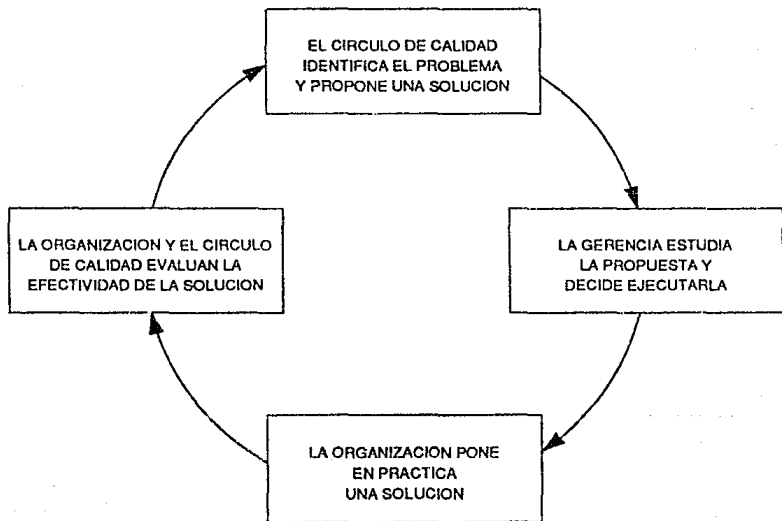 EL CIRCULO DE CALIDAD
IDENTIFICA EL PROBLEMA
Y PROPONE UNA SOLUCION
LA GERENCIA ESTUDIA
LA PROPUESTA Y
DECIDE EJECUTARLA
LA ORGANIZACION PONE
EN PRACTICA
UNA SOLUCION
LA ORGANIZACION Y EL CIRCULO
DE CALIDAD EVALUAN LA
EFECTIVIDAD DE LA SOLUCION